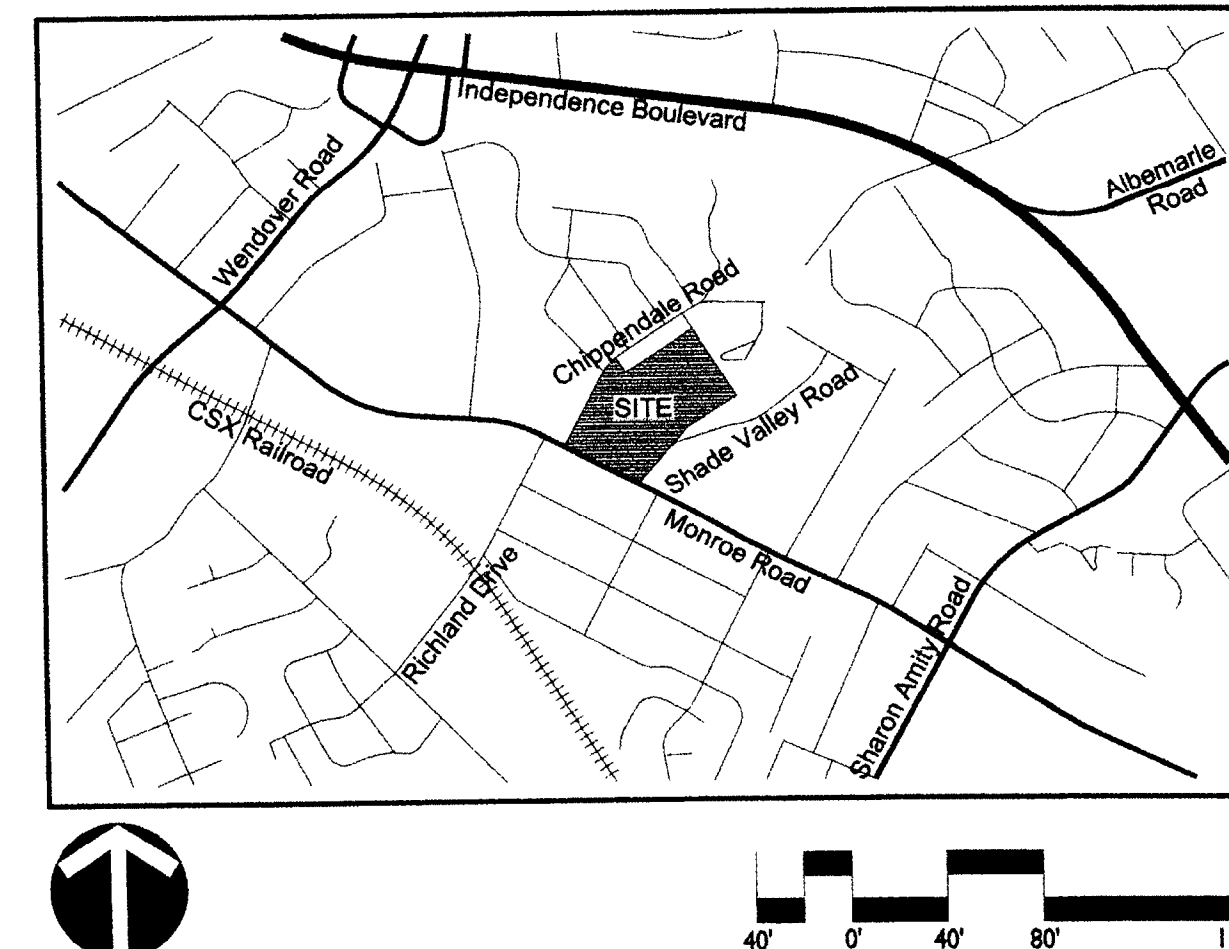 Independence Boulevard
Albemarle
Road
Wendover Road
Chippendale Road
SITE
Shade Valley Road
CSX Railroad
Monroe Road
Richland Drive
Sharon Amity Road
40' 0' 40' 80'